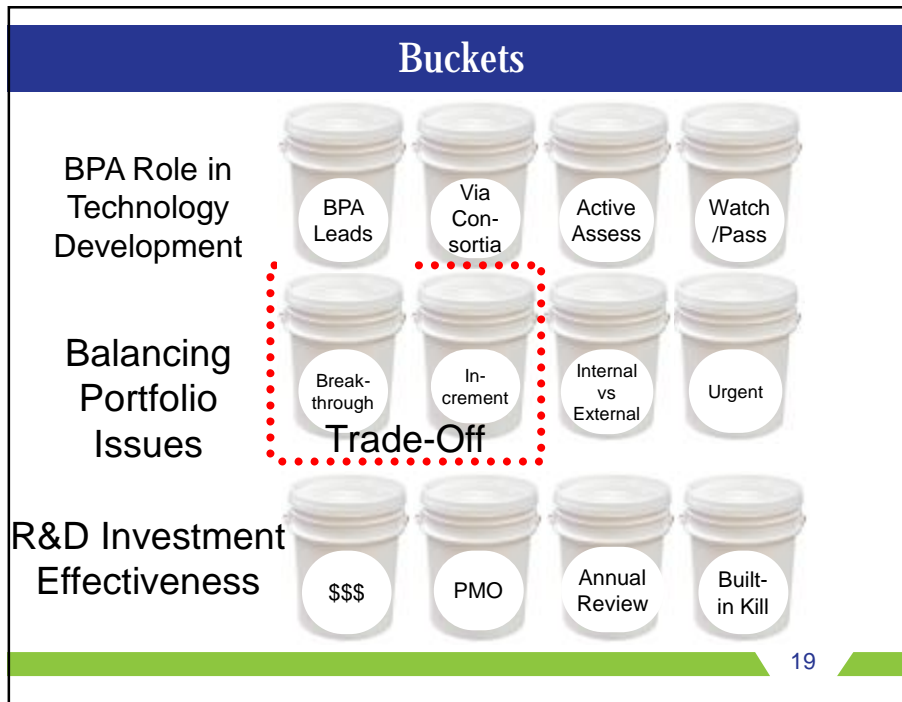 Buckets
BPA Role in
Technology
Development
BPA
Leads
Via
Con-
sortia
Active
Assess
Watch
/Pass
Balancing
Portfolio
Issues
Break-
through
In-
crement
Internal
vs
External
Urgent
Trade-Off
R&D Investment
Effectiveness
$$$
PMO
Annual
Review
Built-
in Kill
19